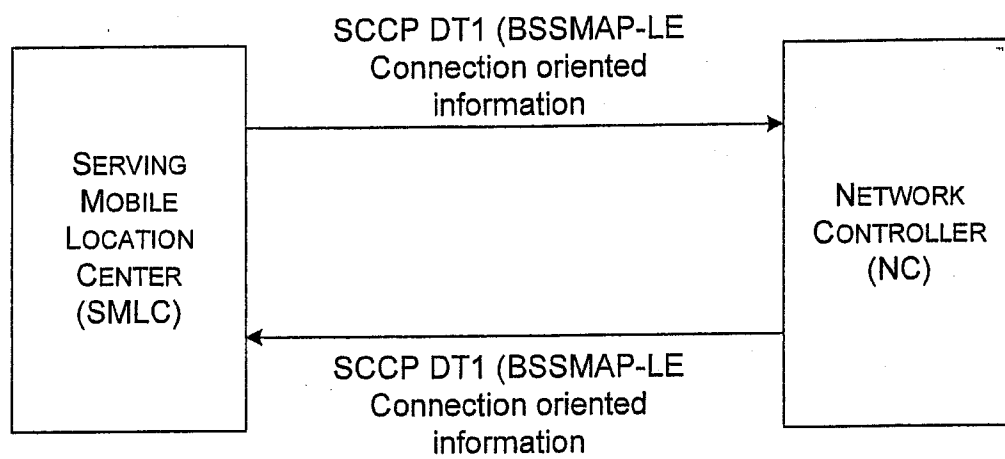 SCCP DT1 (BSSMAP-LE
Connection oriented
information
SERVING
MOBILE
LOCATION
CENTER
(SMLC)
NETWORK
CONTROLLER
(NC)
SCCP DT1 (BSSMAP-LE
Connection oriented
information